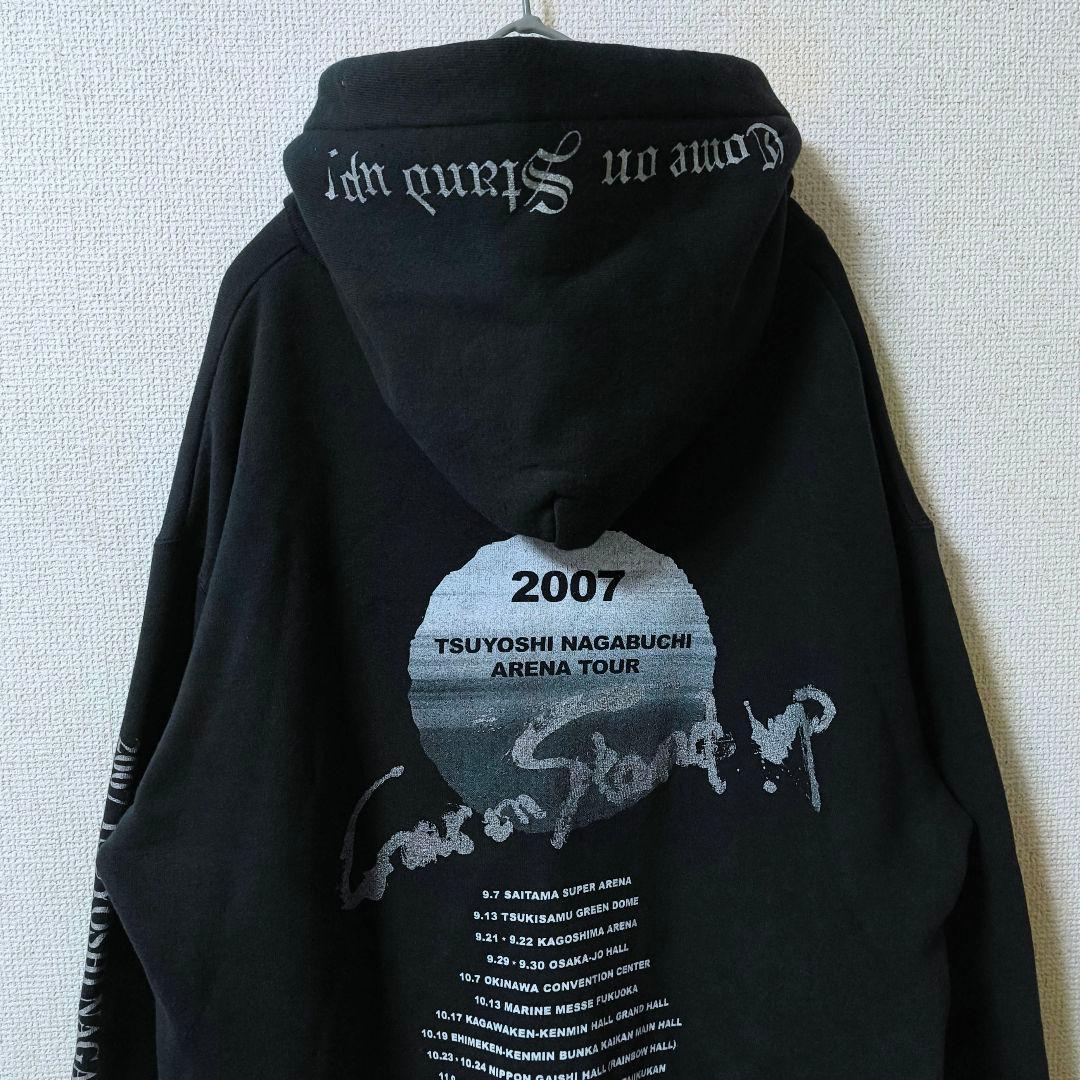 Come on Stand up!
2007
TSUYOSHI NAGABUCHI
ARENA TOUR
Come on Stand up
9.7 SAITAMA SUPER ARENA
9.13 TSUKISAMU GREEN DOME
9.21・9.22 KAGOSHIMA ARENA
9.29・9.30 OSAKA-JO HALL
10.7 OKINAWA CONVENTION CENTER
10.13 MARINE MESSE FUKUOKA
10.17 KAGAWAKEN-KENMIN HALL GRAND HALL
10.19 EHIMEKEN-KENMIN BUNKA KAIKAN MAIN HALL
10.23・10.24 NIPPON GAISHI HALL (RAINBOW HALL)
2007 TSUYOSHI NAGA